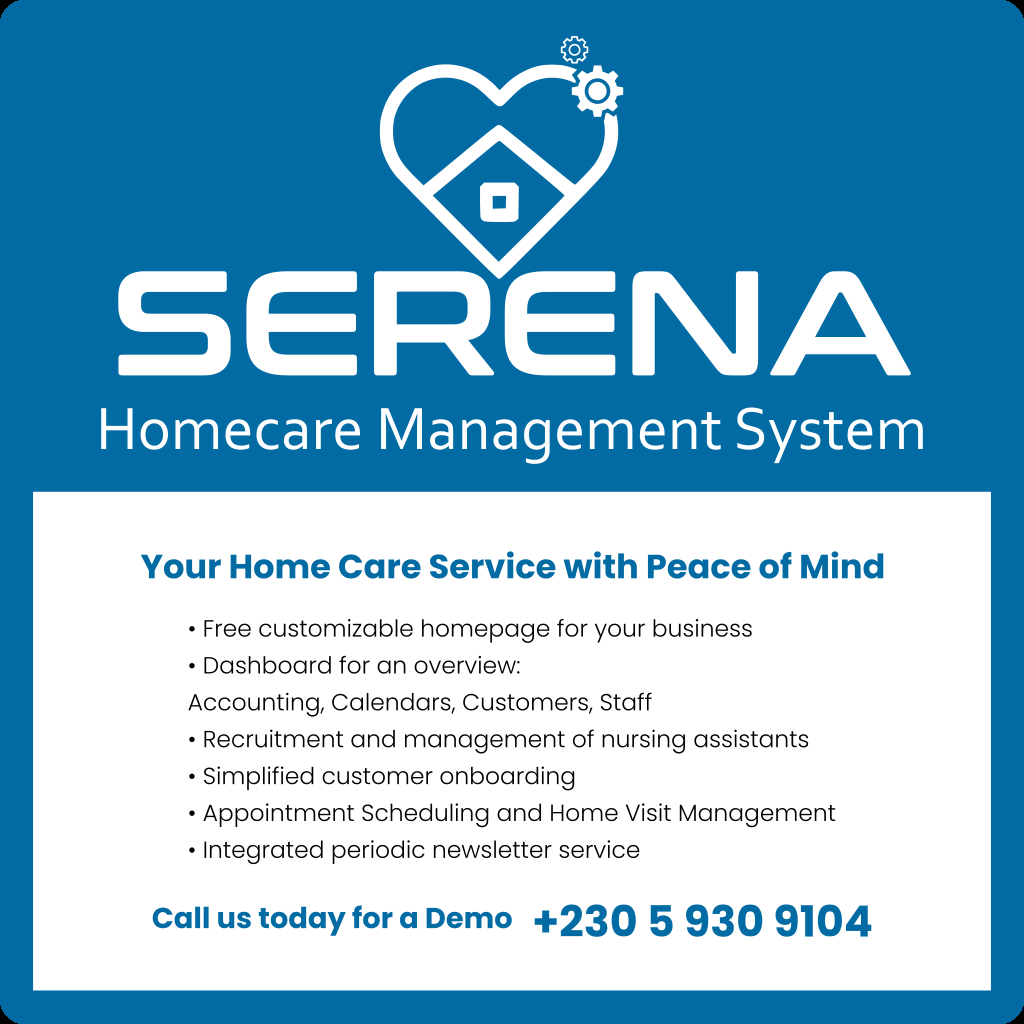 SERENA
Homecare Management System
Your Home Care Service with Peace of Mind
• Free customizable homepage for your business
• Dashboard for an overview:
Accounting, Calendars, Customers, Staff
• Recruitment and management of nursing assistants
• Simplified customer onboarding
• Appointment Scheduling and Home Visit Management
• Integrated periodic newsletter service
Call us today for a Demo +230 5 930 9104